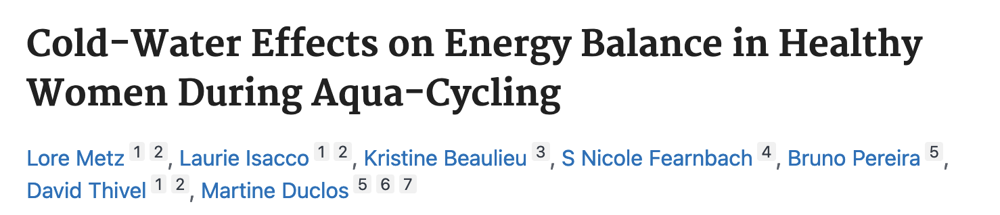 Cold-Water Effects on Energy Balance in Healthy
Women During Aqua-Cycling
Lore Metz 1 2, Laurie Isacco 1 2, Kristine Beaulieu 3, S Nicole Fearnbach 4, Bruno Pereira 5,
David Thivel 1 2, Martine Duclos 5 6 7